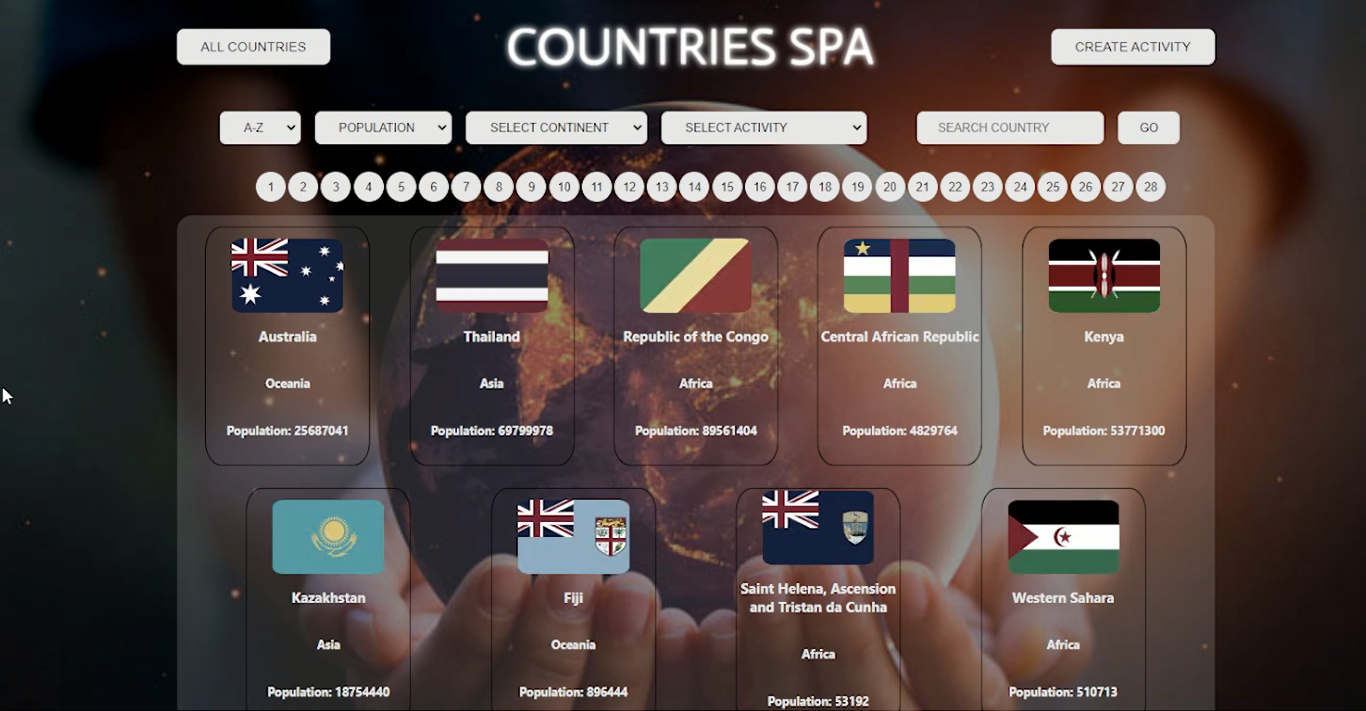 ALL COUNTRIES
COUNTRIES SPA
CREATE ACTIVITY
A-Z
POPULATION
SELECT CONTINENT
SELECT ACTIVITY
SEARCH COUNTRY
GO
1 2 3 4 5 6 7 8 9 10 11 12 13 14 15 16 17 18 19 20 21 22 23 24 25 26 27 28
Australia
Oceania
Population: 25687041
Thailand
Asia
Population: 69799978
Republic of the Congo
Africa
Population: 89561404
Central African Republic
Africa
Population: 4829764
Kenya
Africa
Population: 53771300
Kazakhstan
Asia
Population: 18754440
Fiji
Oceania
Population: 896444
Saint Helena, Ascension
and Tristan da Cunha
Africa
Population: 53192
Western Sahara
Africa
Population: 510713